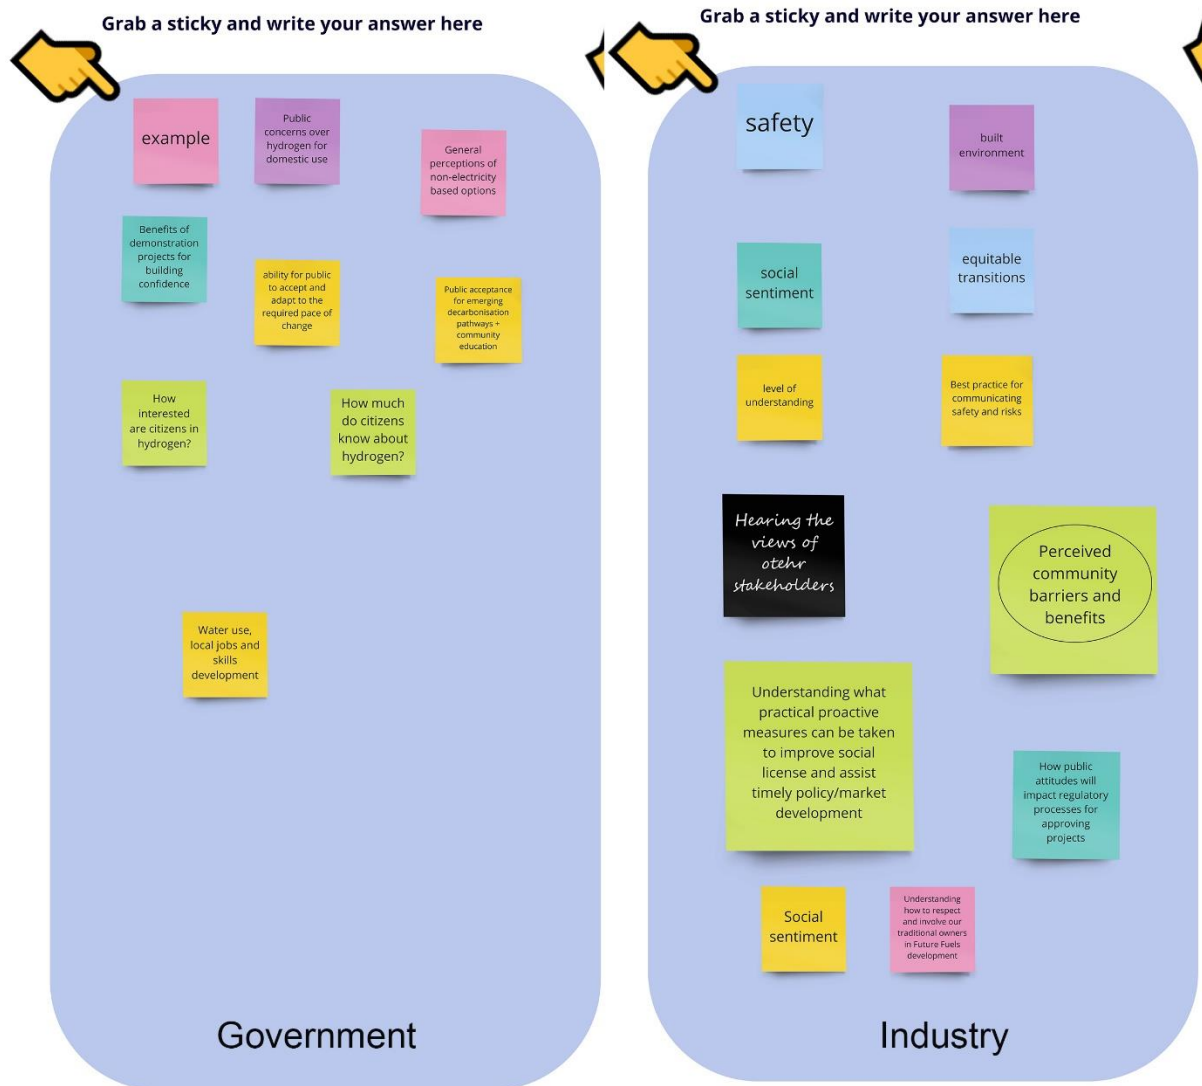 Grab a sticky and write your answer here
example
Public
concerns over
hydrogen for
domestic use
General
perceptions of
non-electricity
based options
Benefits of
demonstration
projects for
building
confidence
ability for public
to accept and
adapt to the
required pace of
change
Public acceptance
for emerging
decarbonisation
pathways +
community
education
How
interested
are citizens in
hydrogen?
How much
do citizens
know about
hydrogen?
Water use,
local jobs and
skills
development
Government
Grab a sticky and write your answer here
safety
built
environment
social
sentiment
equitable
transitions
level of
understanding
Best practice for
communicating
safety and risks
Hearing the
views of
otehr
stakeholders
Perceived
community
barriers and
benefits
Understanding what
practical proactive
measures can be taken
to improve social
license and assist
timely policy/market
development
How public
attitudes will
impact regulatory
processes for
approving
projects
Social
sentiment
Understanding
how to respect
and involve our
traditional owners
in Future Fuels
development
Industry